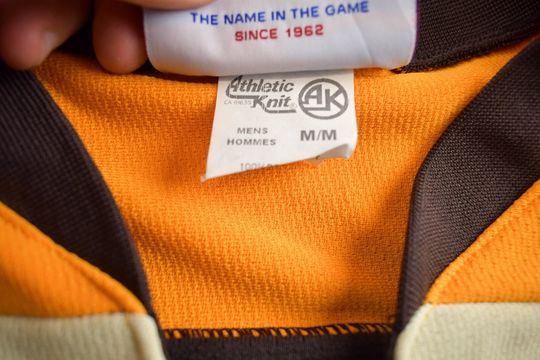 THE NAME IN THE GAME
SINCE 1962
Athletic
Knit
AK
MENS
HOMMES
M/M